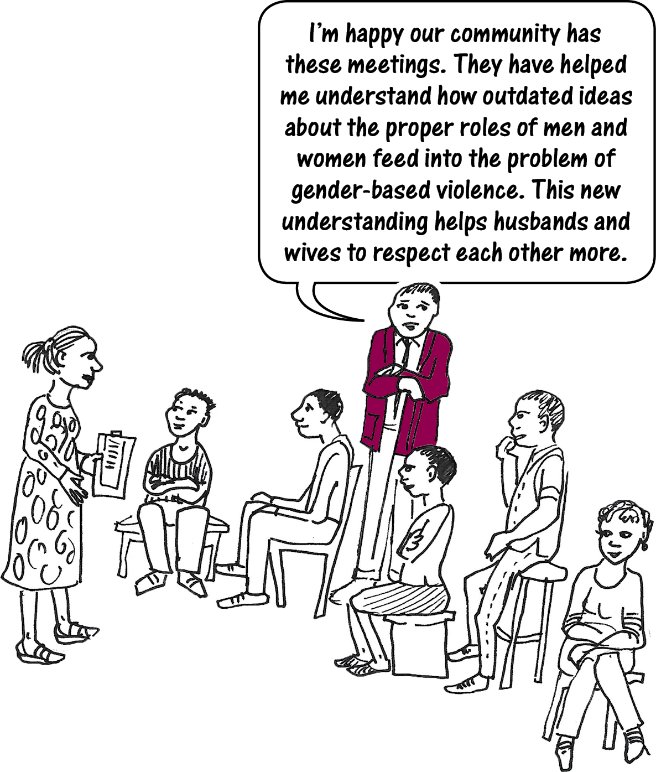 I’m happy our community has
these meetings. They have helped
me understand how outdated ideas
about the proper roles of men and
women feed into the problem of
gender-based violence. This new
understanding helps husbands and
wives to respect each other more.